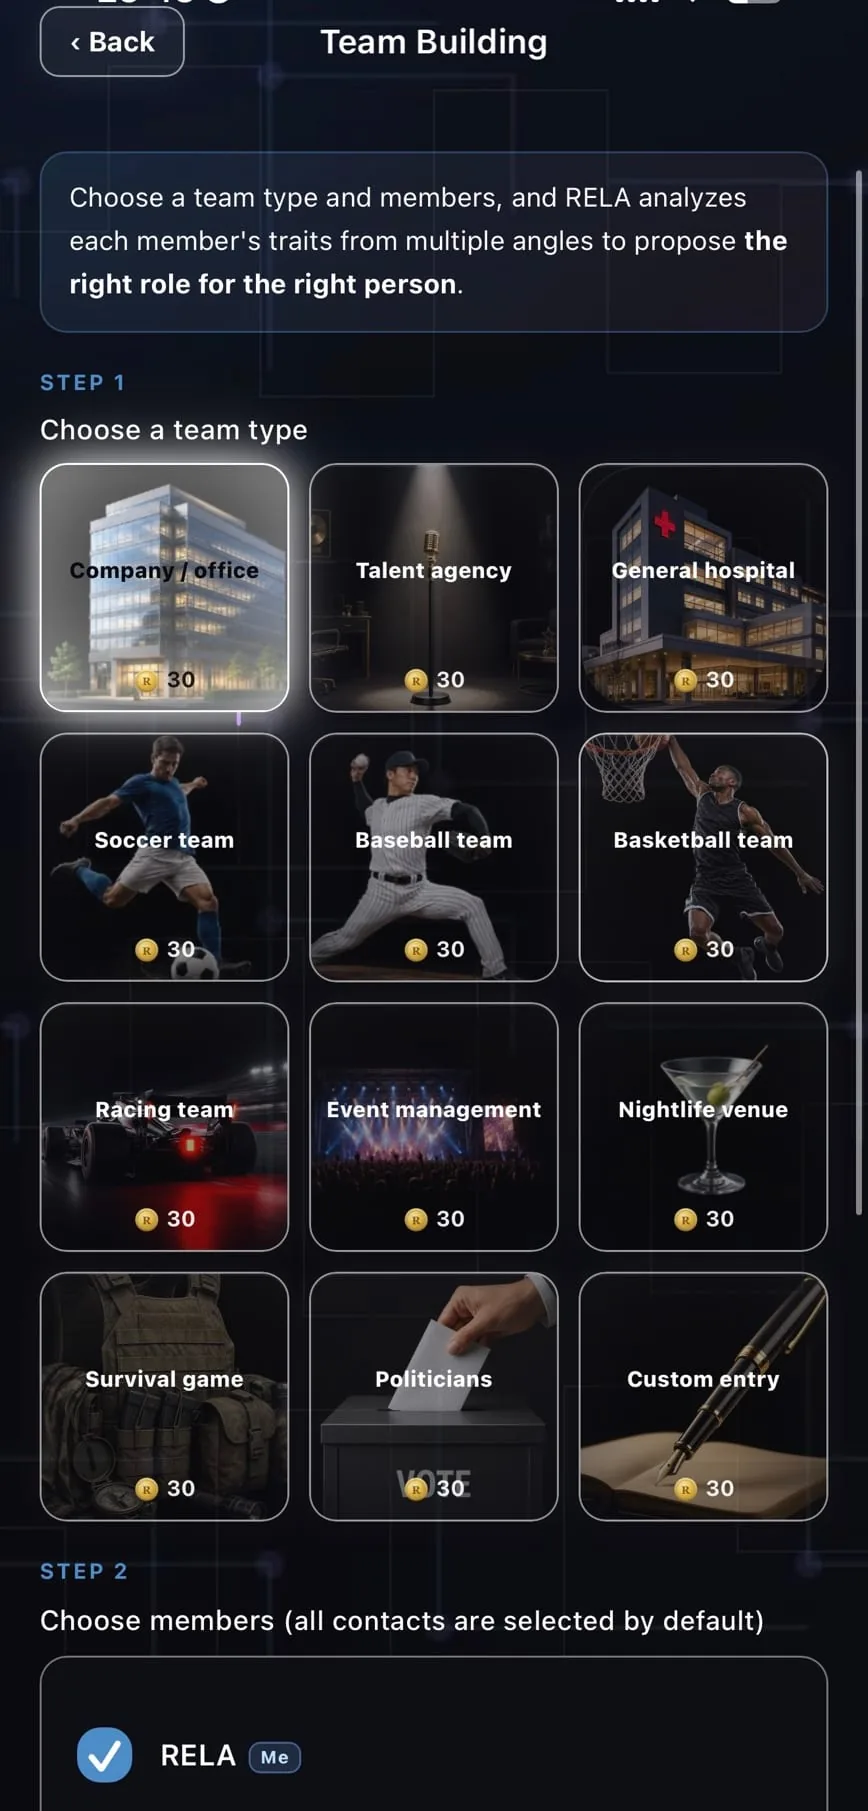 ‹ Back
Team Building
Choose a team type and members, and RELA analyzes
each member's traits from multiple angles to propose the
right role for the right person.
STEP 1
Choose a team type
Company / office
R 30
Talent agency
R 30
General hospital
R 30
Soccer team
R 30
Baseball team
R 30
Basketball team
R 30
Racing team
R 30
Event management
R 30
Nightlife venue
R 30
Survival game
R 30
Politicians
VOTE
R 30
Custom entry
R 30
STEP 2
Choose members (all contacts are selected by default)
RELA Me